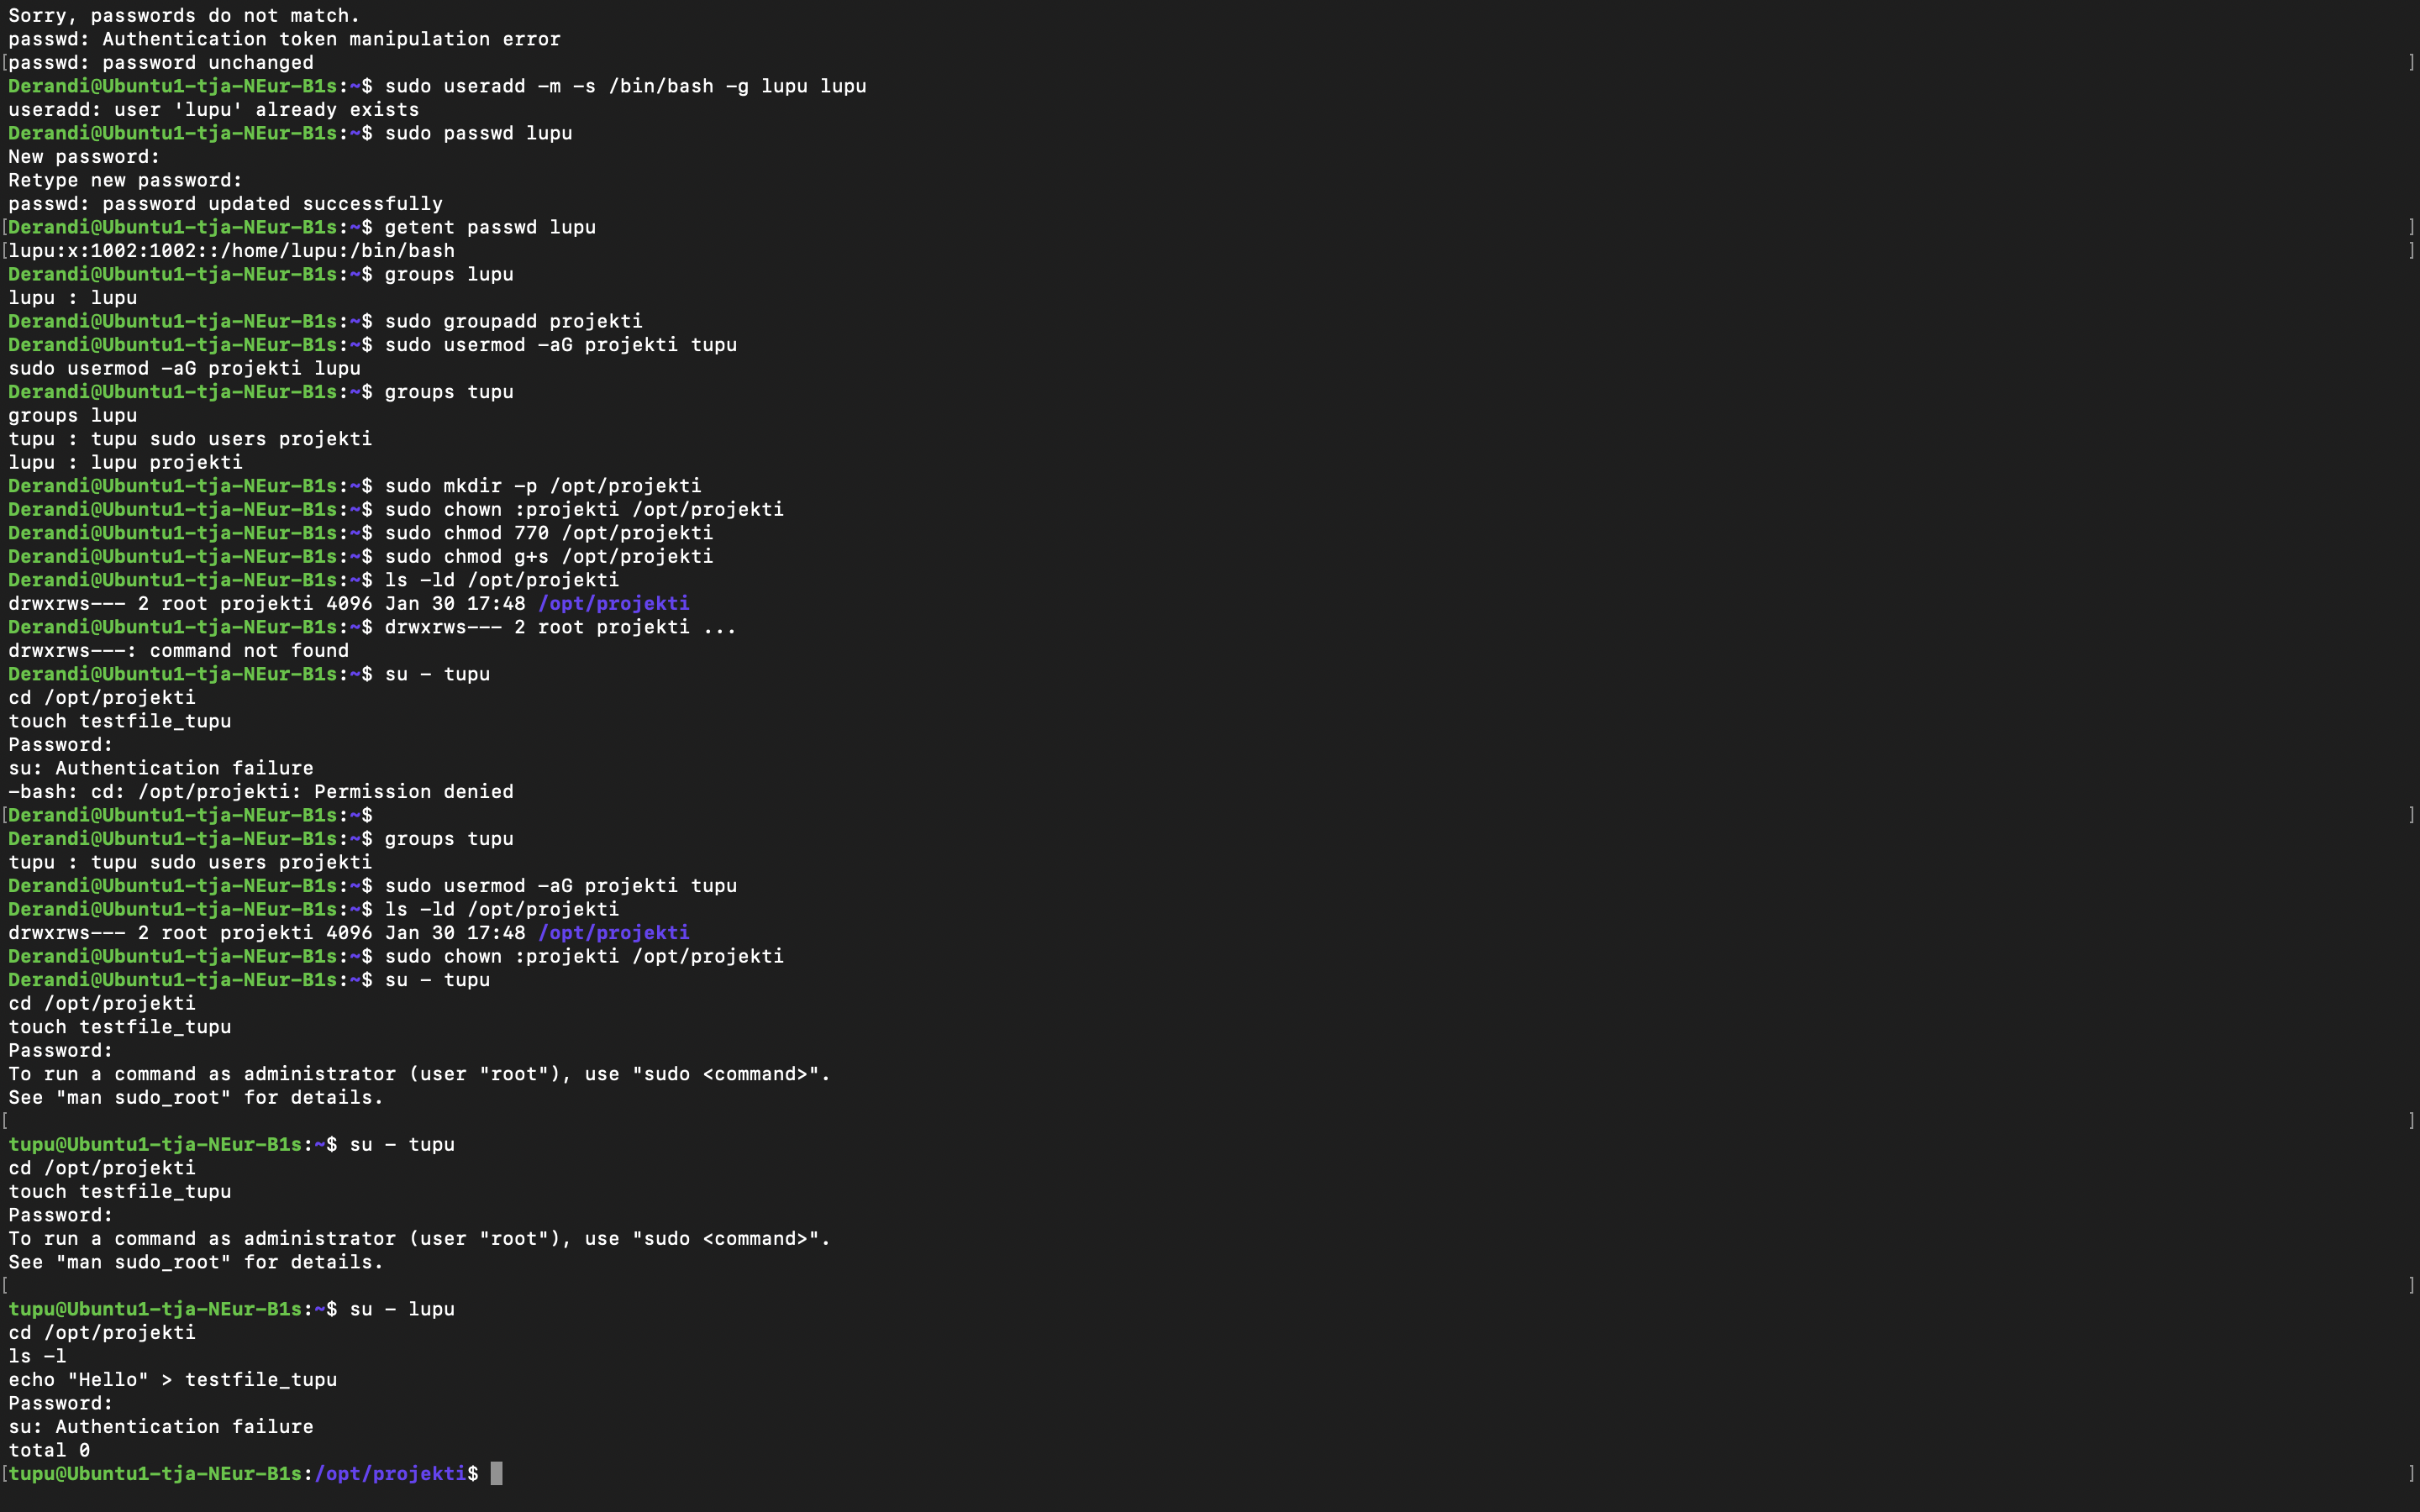 Sorry, passwords do not match.
passwd: Authentication token manipulation error
[passwd: password unchanged ]
Derandi@Ubuntu1-tja-NEur-B1s:~$ sudo useradd -m -s /bin/bash -g lupu lupu
useradd: user 'lupu' already exists
Derandi@Ubuntu1-tja-NEur-B1s:~$ sudo passwd lupu
New password:
Retype new password:
passwd: password updated successfully
[Derandi@Ubuntu1-tja-NEur-B1s:~$ getent passwd lupu ]
[lupu:x:1002:1002::/home/lupu:/bin/bash ]
Derandi@Ubuntu1-tja-NEur-B1s:~$ groups lupu
lupu : lupu
Derandi@Ubuntu1-tja-NEur-B1s:~$ sudo groupadd projekti
Derandi@Ubuntu1-tja-NEur-B1s:~$ sudo usermod -aG projekti tupu
sudo usermod -aG projekti lupu
Derandi@Ubuntu1-tja-NEur-B1s:~$ groups tupu
groups lupu
tupu : tupu sudo users projekti
lupu : lupu projekti
Derandi@Ubuntu1-tja-NEur-B1s:~$ sudo mkdir -p /opt/projekti
Derandi@Ubuntu1-tja-NEur-B1s:~$ sudo chown :projekti /opt/projekti
Derandi@Ubuntu1-tja-NEur-B1s:~$ sudo chmod 770 /opt/projekti
Derandi@Ubuntu1-tja-NEur-B1s:~$ sudo chmod g+s /opt/projekti
Derandi@Ubuntu1-tja-NEur-B1s:~$ ls -ld /opt/projekti
drwxrws--- 2 root projekti 4096 Jan 30 17:48 /opt/projekti
Derandi@Ubuntu1-tja-NEur-B1s:~$ drwxrws--- 2 root projekti ...
drwxrws---: command not found
Derandi@Ubuntu1-tja-NEur-B1s:~$ su - tupu
cd /opt/projekti
touch testfile_tupu
Password:
su: Authentication failure
-bash: cd: /opt/projekti: Permission denied
[Derandi@Ubuntu1-tja-NEur-B1s:~$ ]
Derandi@Ubuntu1-tja-NEur-B1s:~$ groups tupu
tupu : tupu sudo users projekti
Derandi@Ubuntu1-tja-NEur-B1s:~$ sudo usermod -aG projekti tupu
Derandi@Ubuntu1-tja-NEur-B1s:~$ ls -ld /opt/projekti
drwxrws--- 2 root projekti 4096 Jan 30 17:48 /opt/projekti
Derandi@Ubuntu1-tja-NEur-B1s:~$ sudo chown :projekti /opt/projekti
Derandi@Ubuntu1-tja-NEur-B1s:~$ su - tupu
cd /opt/projekti
touch testfile_tupu
Password:
To run a command as administrator (user "root"), use "sudo <command>".
See "man sudo_root" for details.
[ ]
tupu@Ubuntu1-tja-NEur-B1s:~$ su - tupu
cd /opt/projekti
touch testfile_tupu
Password:
To run a command as administrator (user "root"), use "sudo <command>".
See "man sudo_root" for details.
[ ]
tupu@Ubuntu1-tja-NEur-B1s:~$ su - lupu
cd /opt/projekti
ls -l
echo "Hello" > testfile_tupu
Password:
su: Authentication failure
total 0
[tupu@Ubuntu1-tja-NEur-B1s:/opt/projekti$ ]